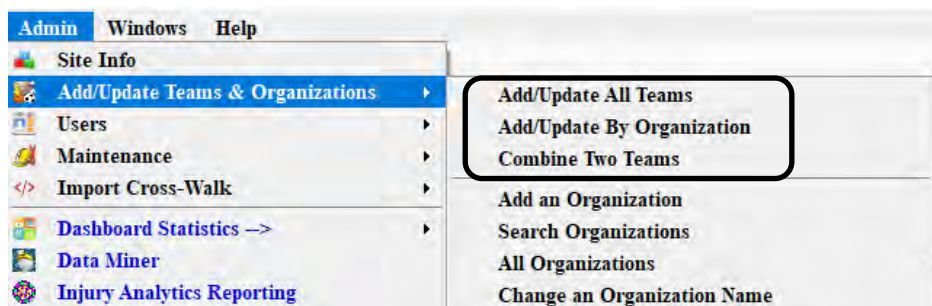 Admin Windows Help
Site Info
Add/Update Teams & Organizations
Users
Maintenance
Import Cross-Walk
Dashboard Statistics -->
Data Miner
Injury Analytics Reporting
Add/Update All Teams
Add/Update By Organization
Combine Two Teams
Add an Organization
Search Organizations
All Organizations
Change an Organization Name